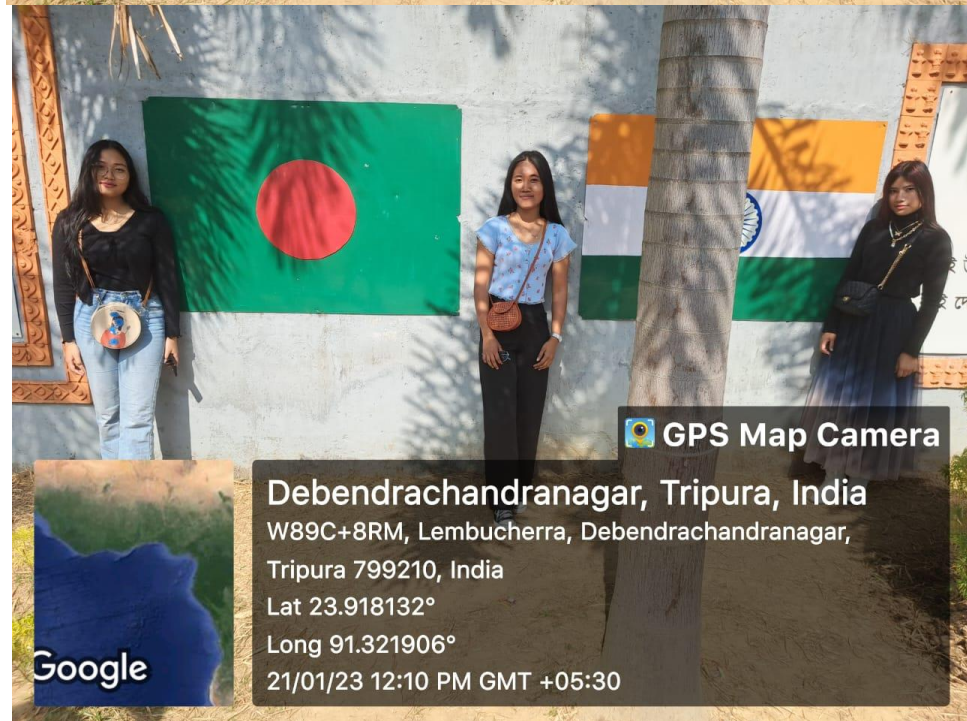 GPS Map Camera
Debendrachandranagar, Tripura, India
W89C+8RM, Lembucherra, Debendrachandranagar,
Tripura 799210, India
Lat 23.918132°
Long 91.321906°
21/01/23 12:10 PM GMT +05:30
Google